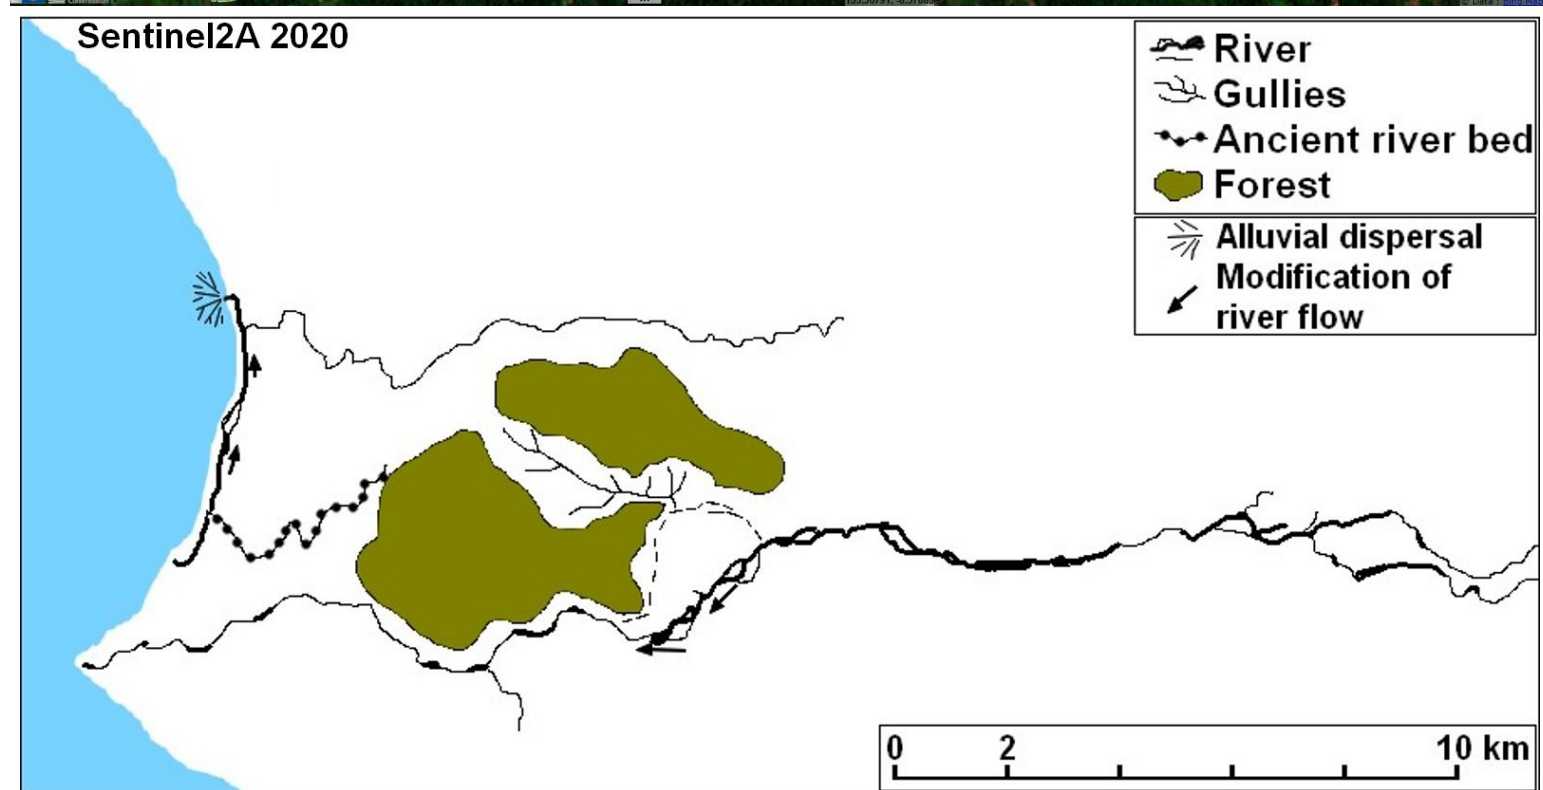 Sentinel2A 2020
River
Gullies
Ancient river bed
Forest
Alluvial dispersal
Modification of
river flow
0 2 10 km